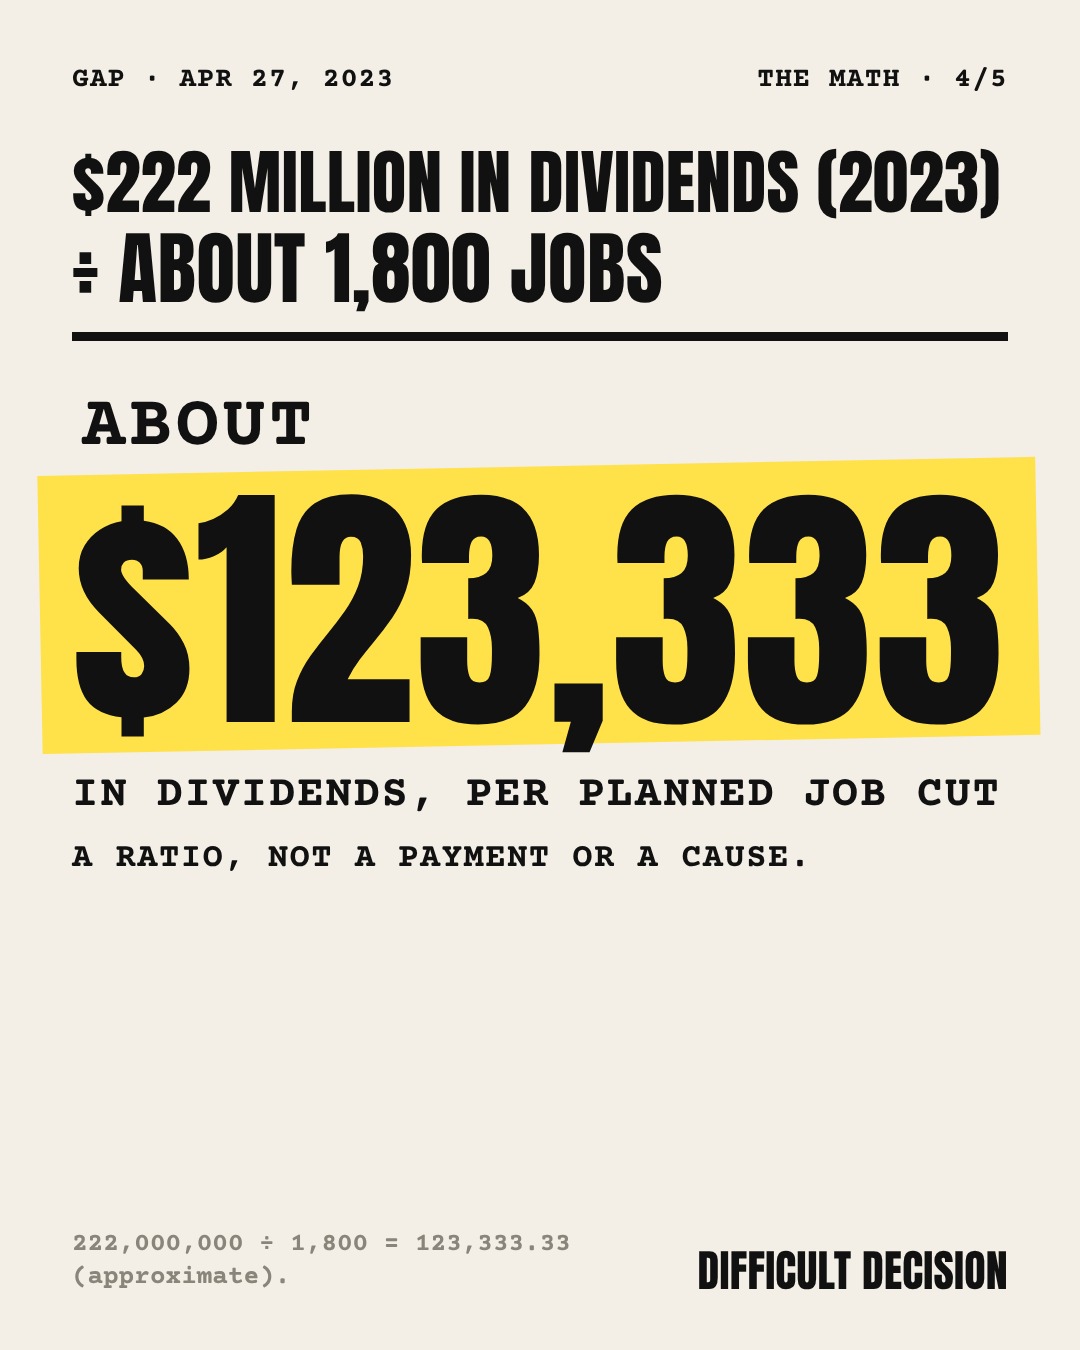 GAP · APR 27, 2023
THE MATH · 4/5
$222 MILLION IN DIVIDENDS (2023)
÷ ABOUT 1,800 JOBS
ABOUT
$123,333
IN DIVIDENDS, PER PLANNED JOB CUT
A RATIO, NOT A PAYMENT OR A CAUSE.
222,000,000 ÷ 1,800 = 123,333.33
(approximate).
DIFFICULT DECISION